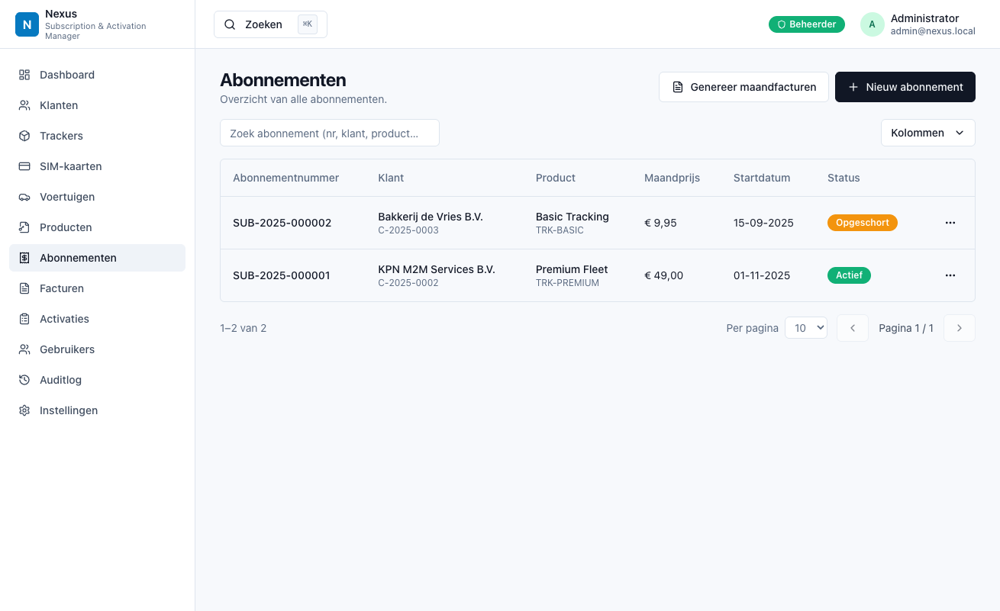 N
Nexus
Subscription & Activation
Manager
Zoeken
⌘K
Beheerder
A
Administrator
admin@nexus.local
Dashboard
Klanten
Trackers
SIM-kaarten
Voertuigen
Producten
Abonnementen
Facturen
Activaties
Gebruikers
Auditlog
Instellingen
Abonnementen
Overzicht van alle abonnementen.
Genereer maandfacturen
Nieuw abonnement
Zoek abonnement (nr, klant, product...
Kolommen
Abonnementnummer Klant Product Maandprijs Startdatum Status
SUB-2025-000002 Bakkerij de Vries B.V. Basic Tracking € 9,95 15-09-2025 Opgeschort
C-2025-0003 TRK-BASIC
SUB-2025-000001 KPN M2M Services B.V. Premium Fleet € 49,00 01-11-2025 Actief
C-2025-0002 TRK-PREMIUM
1–2 van 2
Per pagina 10 Pagina 1 / 1